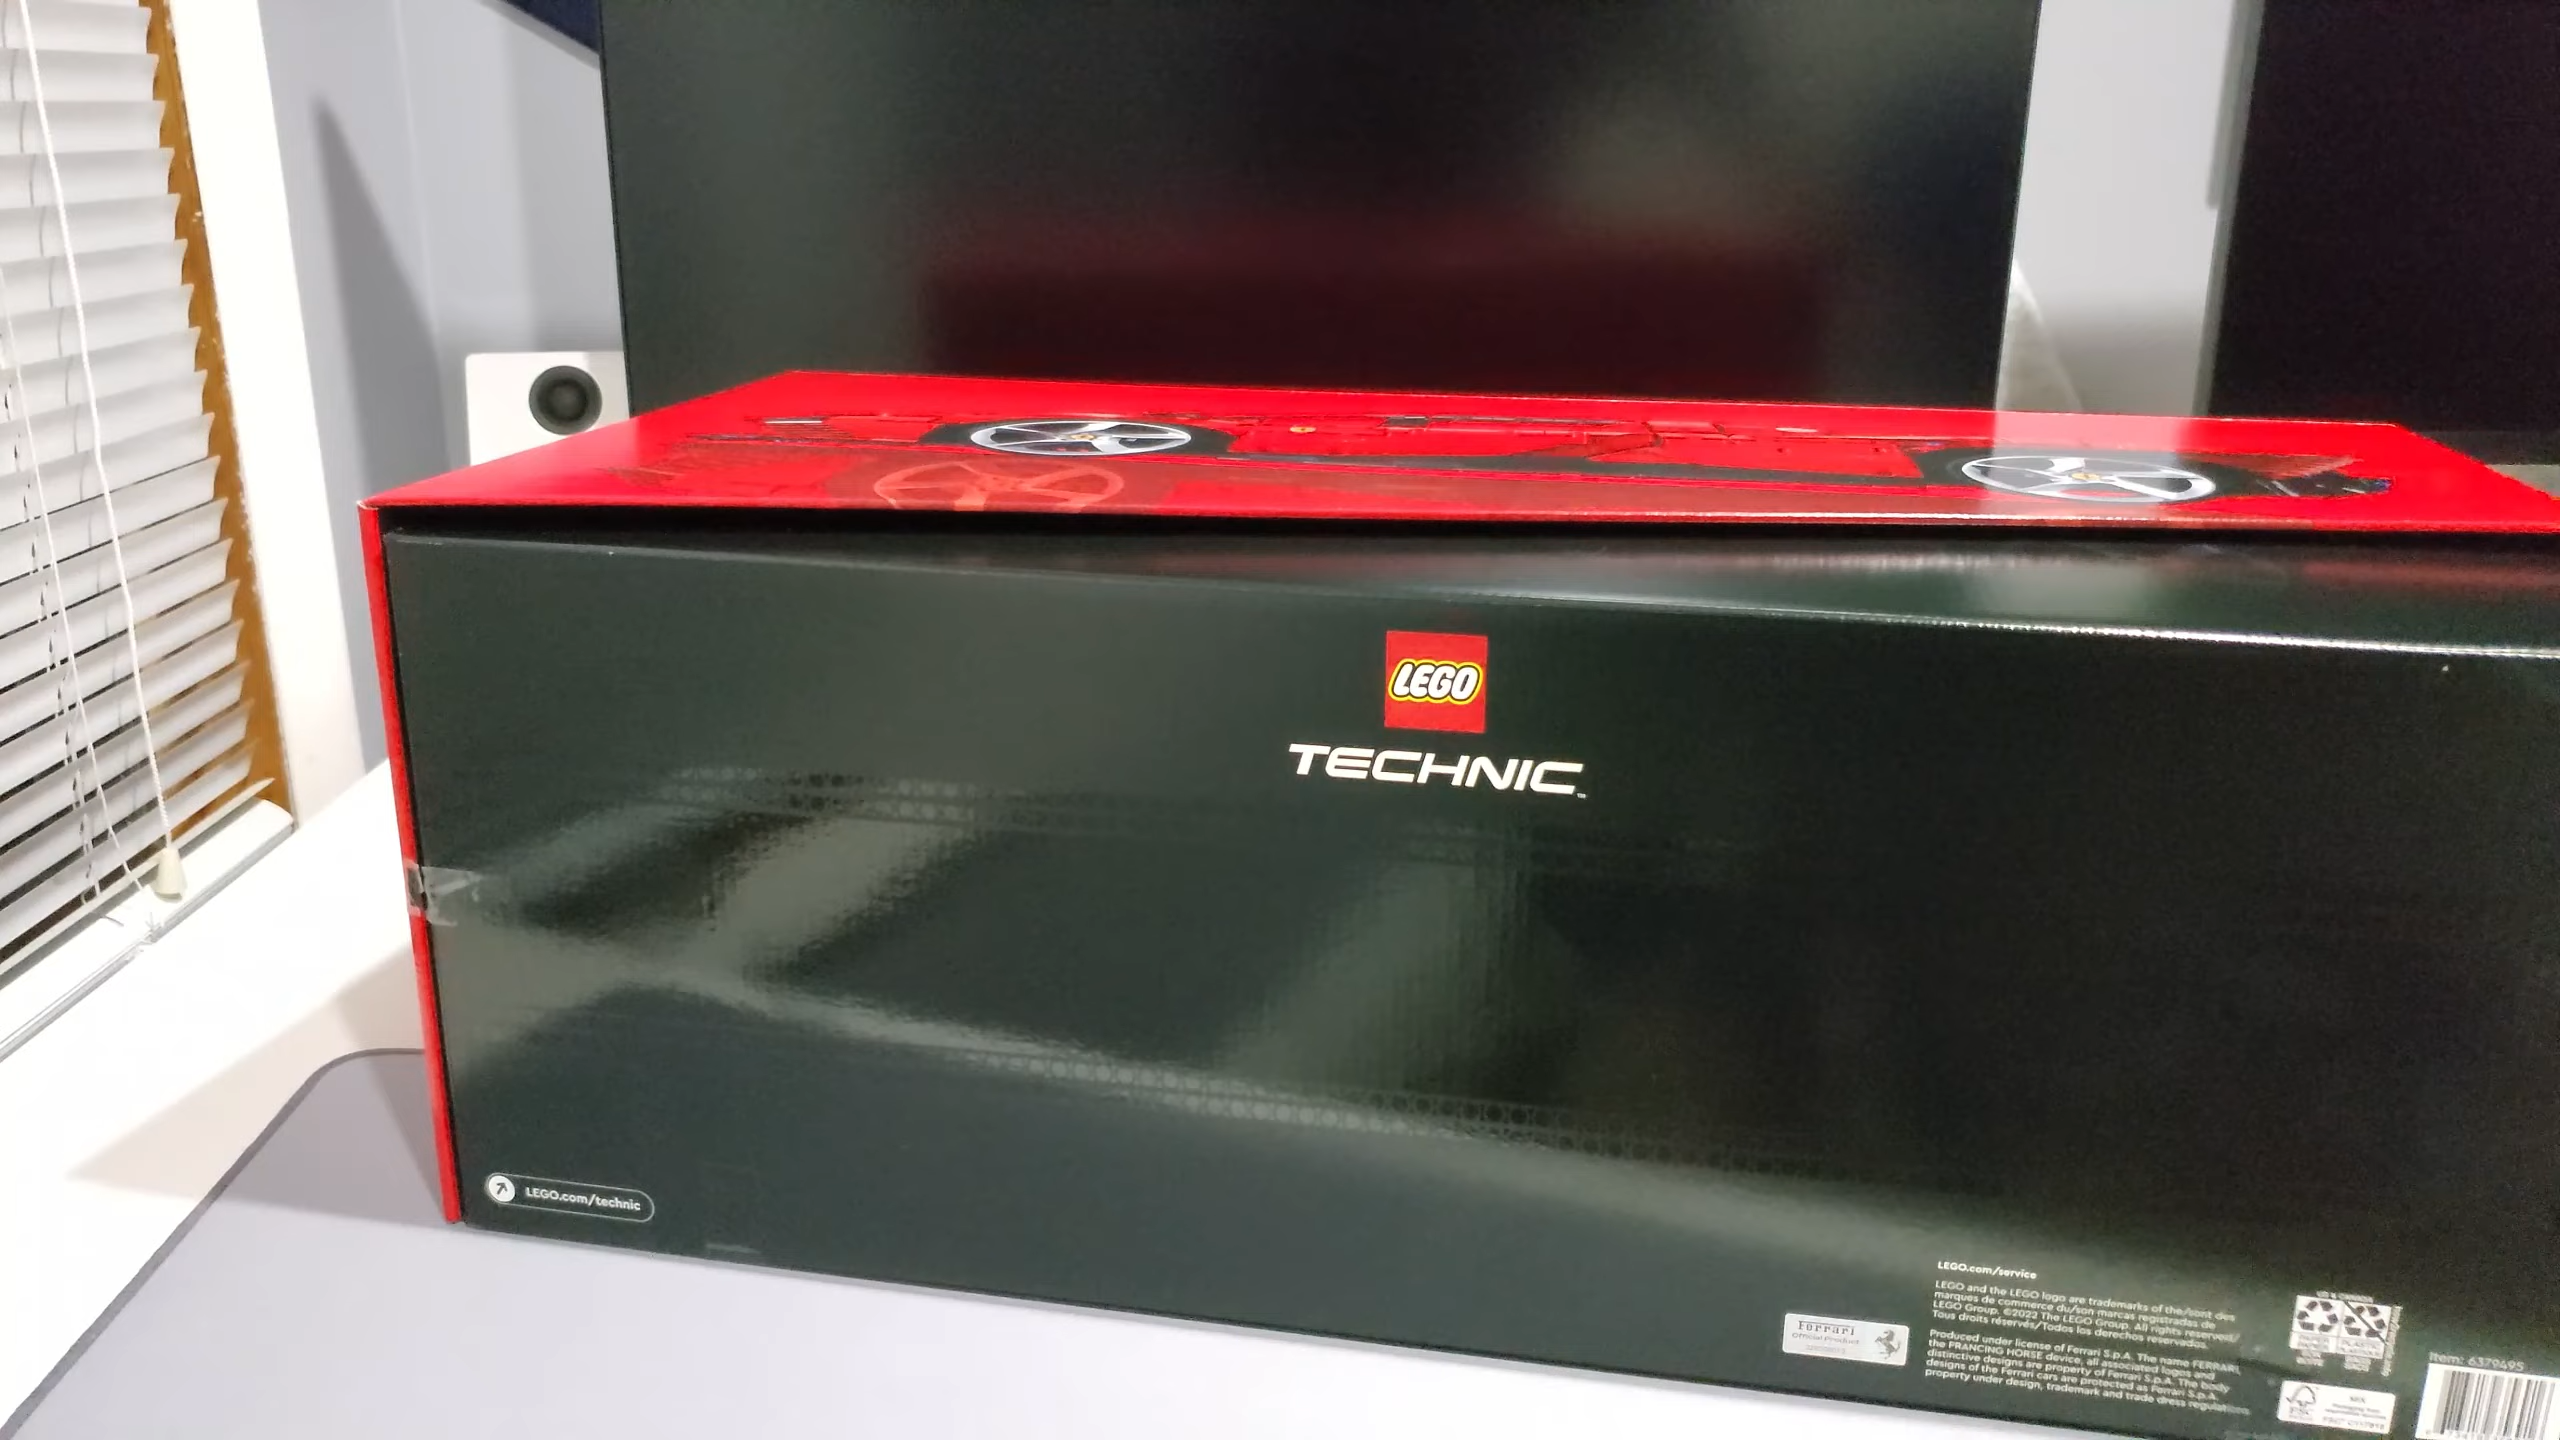 LEGO
TECHNIC
LEGO.com/technic
Ferrari
Official Product
LEGO.com/service
LEGO and the LEGO logo are trademarks of the/sont des
marques de commerce du/son marcas registradas de
LEGO Group. ©2022 The LEGO Group. All rights reserved/
Tous droits réservés/Todos los derechos reservados.
Produced under license of Ferrari S.p.A. The name FERRARI,
the PRANCING HORSE device, all associated logos and
distinctive designs are property of Ferrari S.p.A. The body
designs of the Ferrari cars are protected as Ferrari S.p.A.
property under design, trademark and trade dress regulations.
US & CANADA
MIX
Item: 6379495